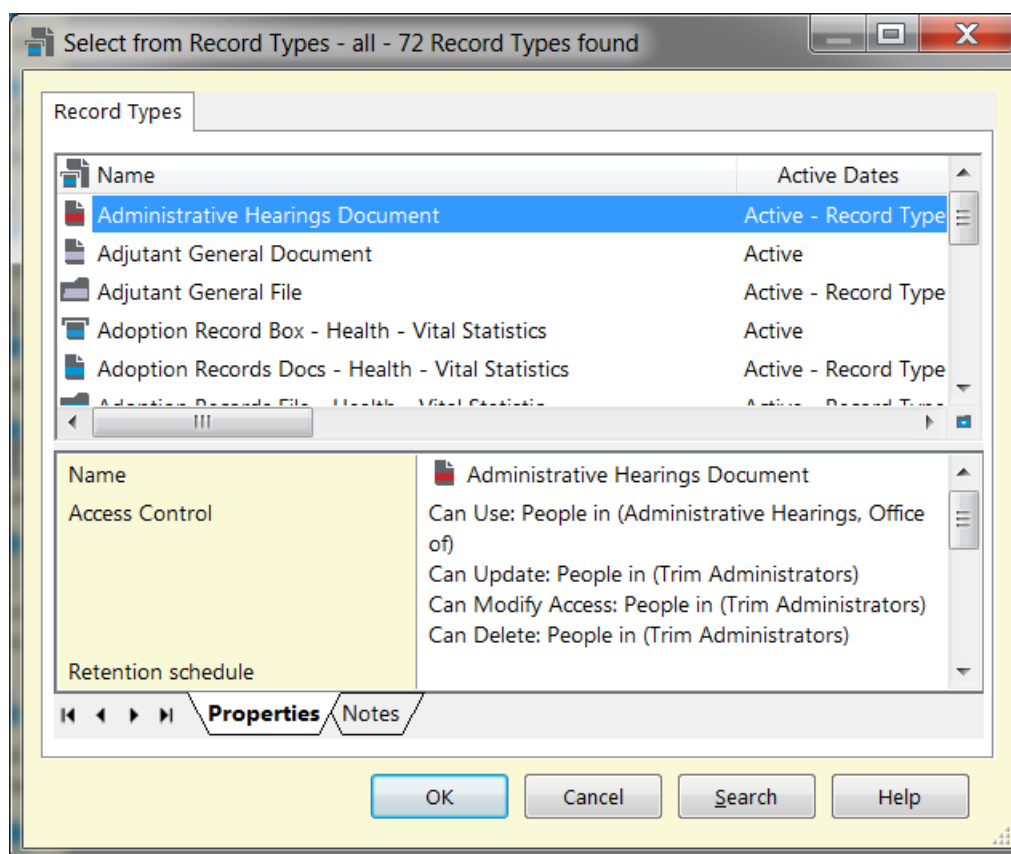 Select from Record Types - all - 72 Record Types found
Record Types
Name Active Dates
Administrative Hearings Document Active - Record Type
Adjutant General Document Active
Adjutant General File Active - Record Type
Adoption Record Box - Health - Vital Statistics Active
Adoption Records Docs - Health - Vital Statistics Active - Record Type
Name Administrative Hearings Document
Access Control Can Use: People in (Administrative Hearings, Office
of)
Can Update: People in (Trim Administrators)
Can Modify Access: People in (Trim Administrators)
Can Delete: People in (Trim Administrators)
Retention schedule
Properties Notes
OK Cancel Search Help